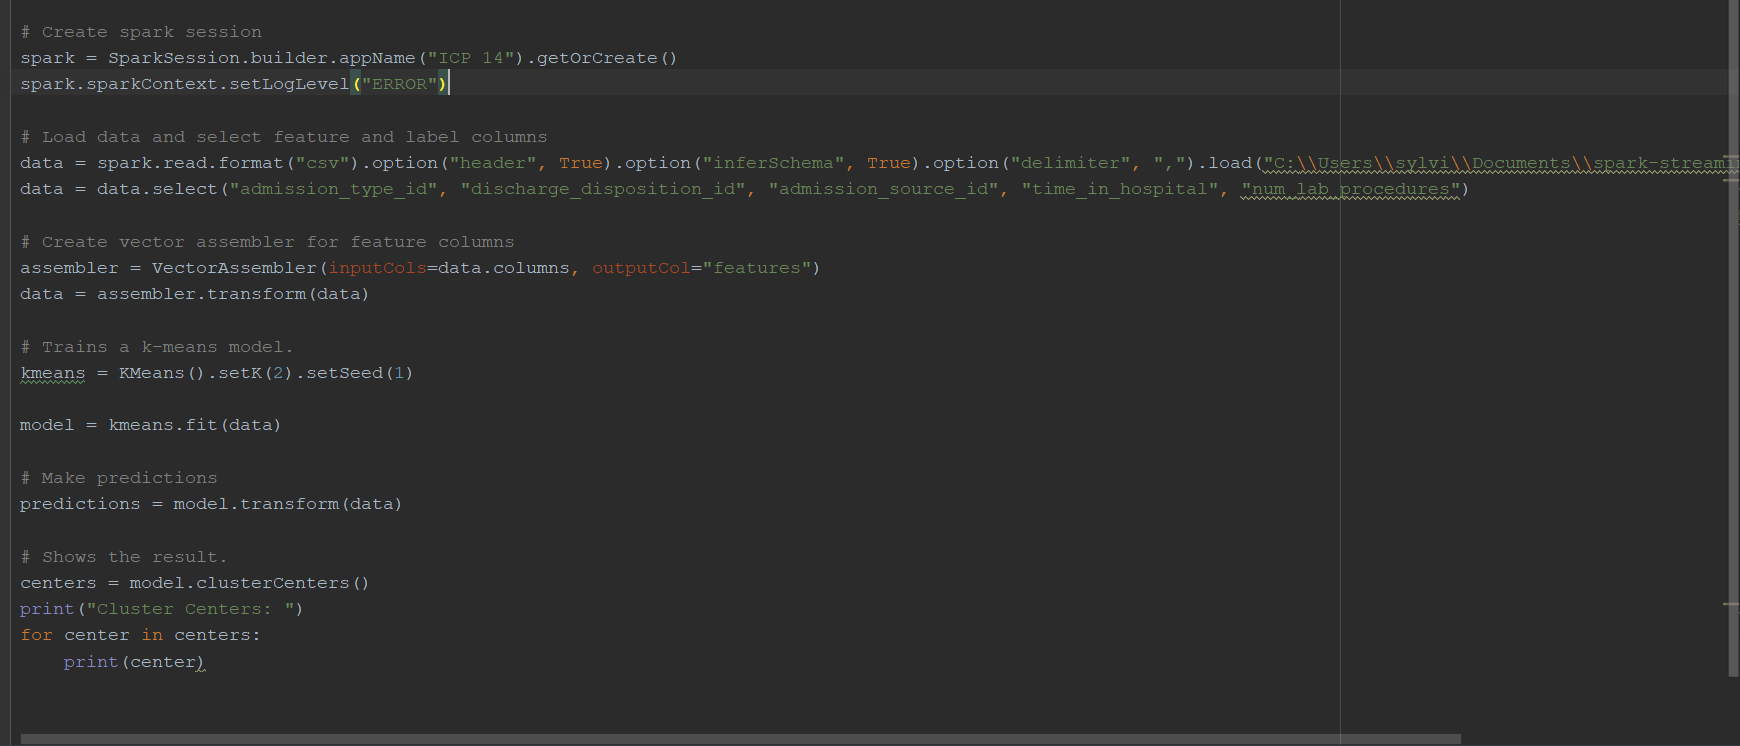 # Create spark session
spark = SparkSession.builder.appName("ICP 14").getOrCreate()
spark.sparkContext.setLogLevel("ERROR")
# Load data and select feature and label columns
data = spark.read.format("csv").option("header", True).option("inferSchema", True).option("delimiter", ",").load("C:\\Users\\sylvi\\Documents\\spark-streami
data = data.select("admission_type_id", "discharge_disposition_id", "admission_source_id", "time_in_hospital", "num_lab_procedures")
# Create vector assembler for feature columns
assembler = VectorAssembler(inputCols=data.columns, outputCol="features")
data = assembler.transform(data)
# Trains a k-means model.
kmeans = KMeans().setK(2).setSeed(1)
model = kmeans.fit(data)
# Make predictions
predictions = model.transform(data)
# Shows the result.
centers = model.clusterCenters()
print("Cluster Centers: ")
for center in centers:
    print(center)